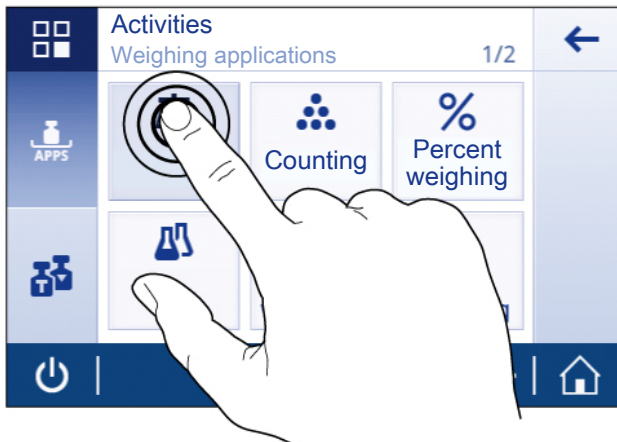 Activities
Weighing applications
1/2
APPS
Counting
%
Percent
weighing
T